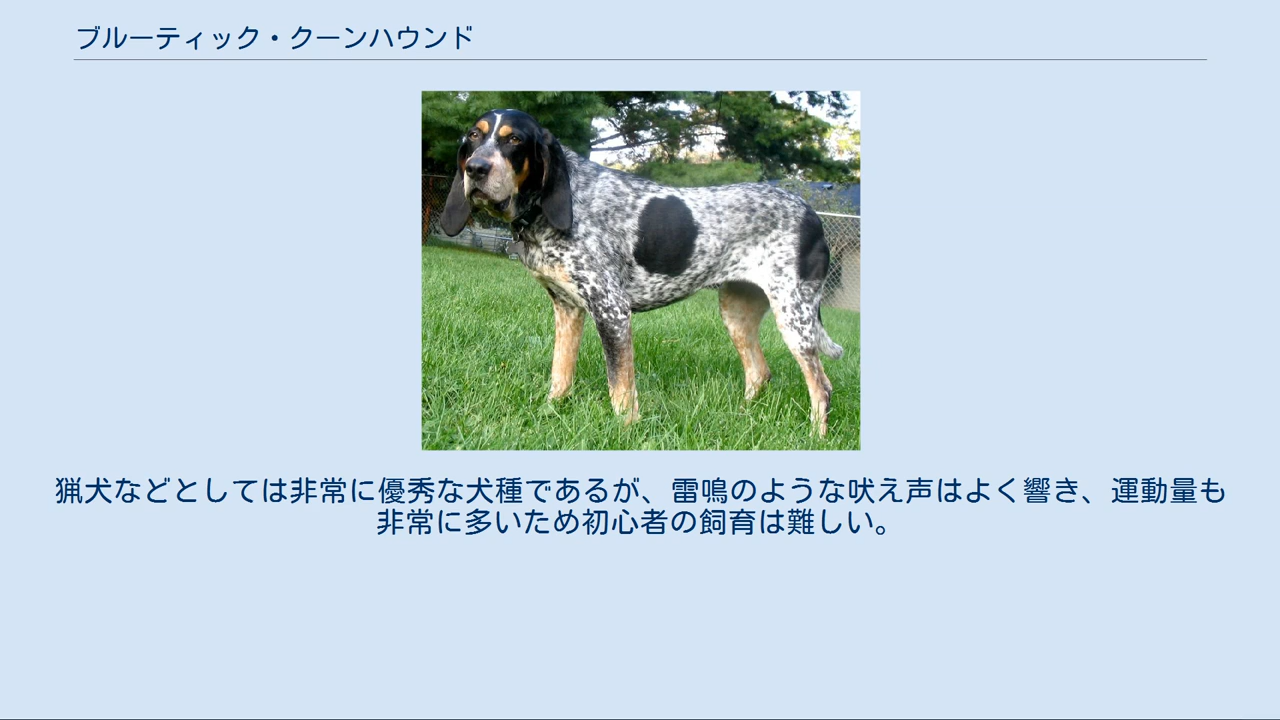 ブルーティック・クーンハウンド
猟犬などとしては非常に優秀な犬種であるが、雷鳴のような吠え声はよく響き、運動量も
非常に多いため初心者の飼育は難しい。